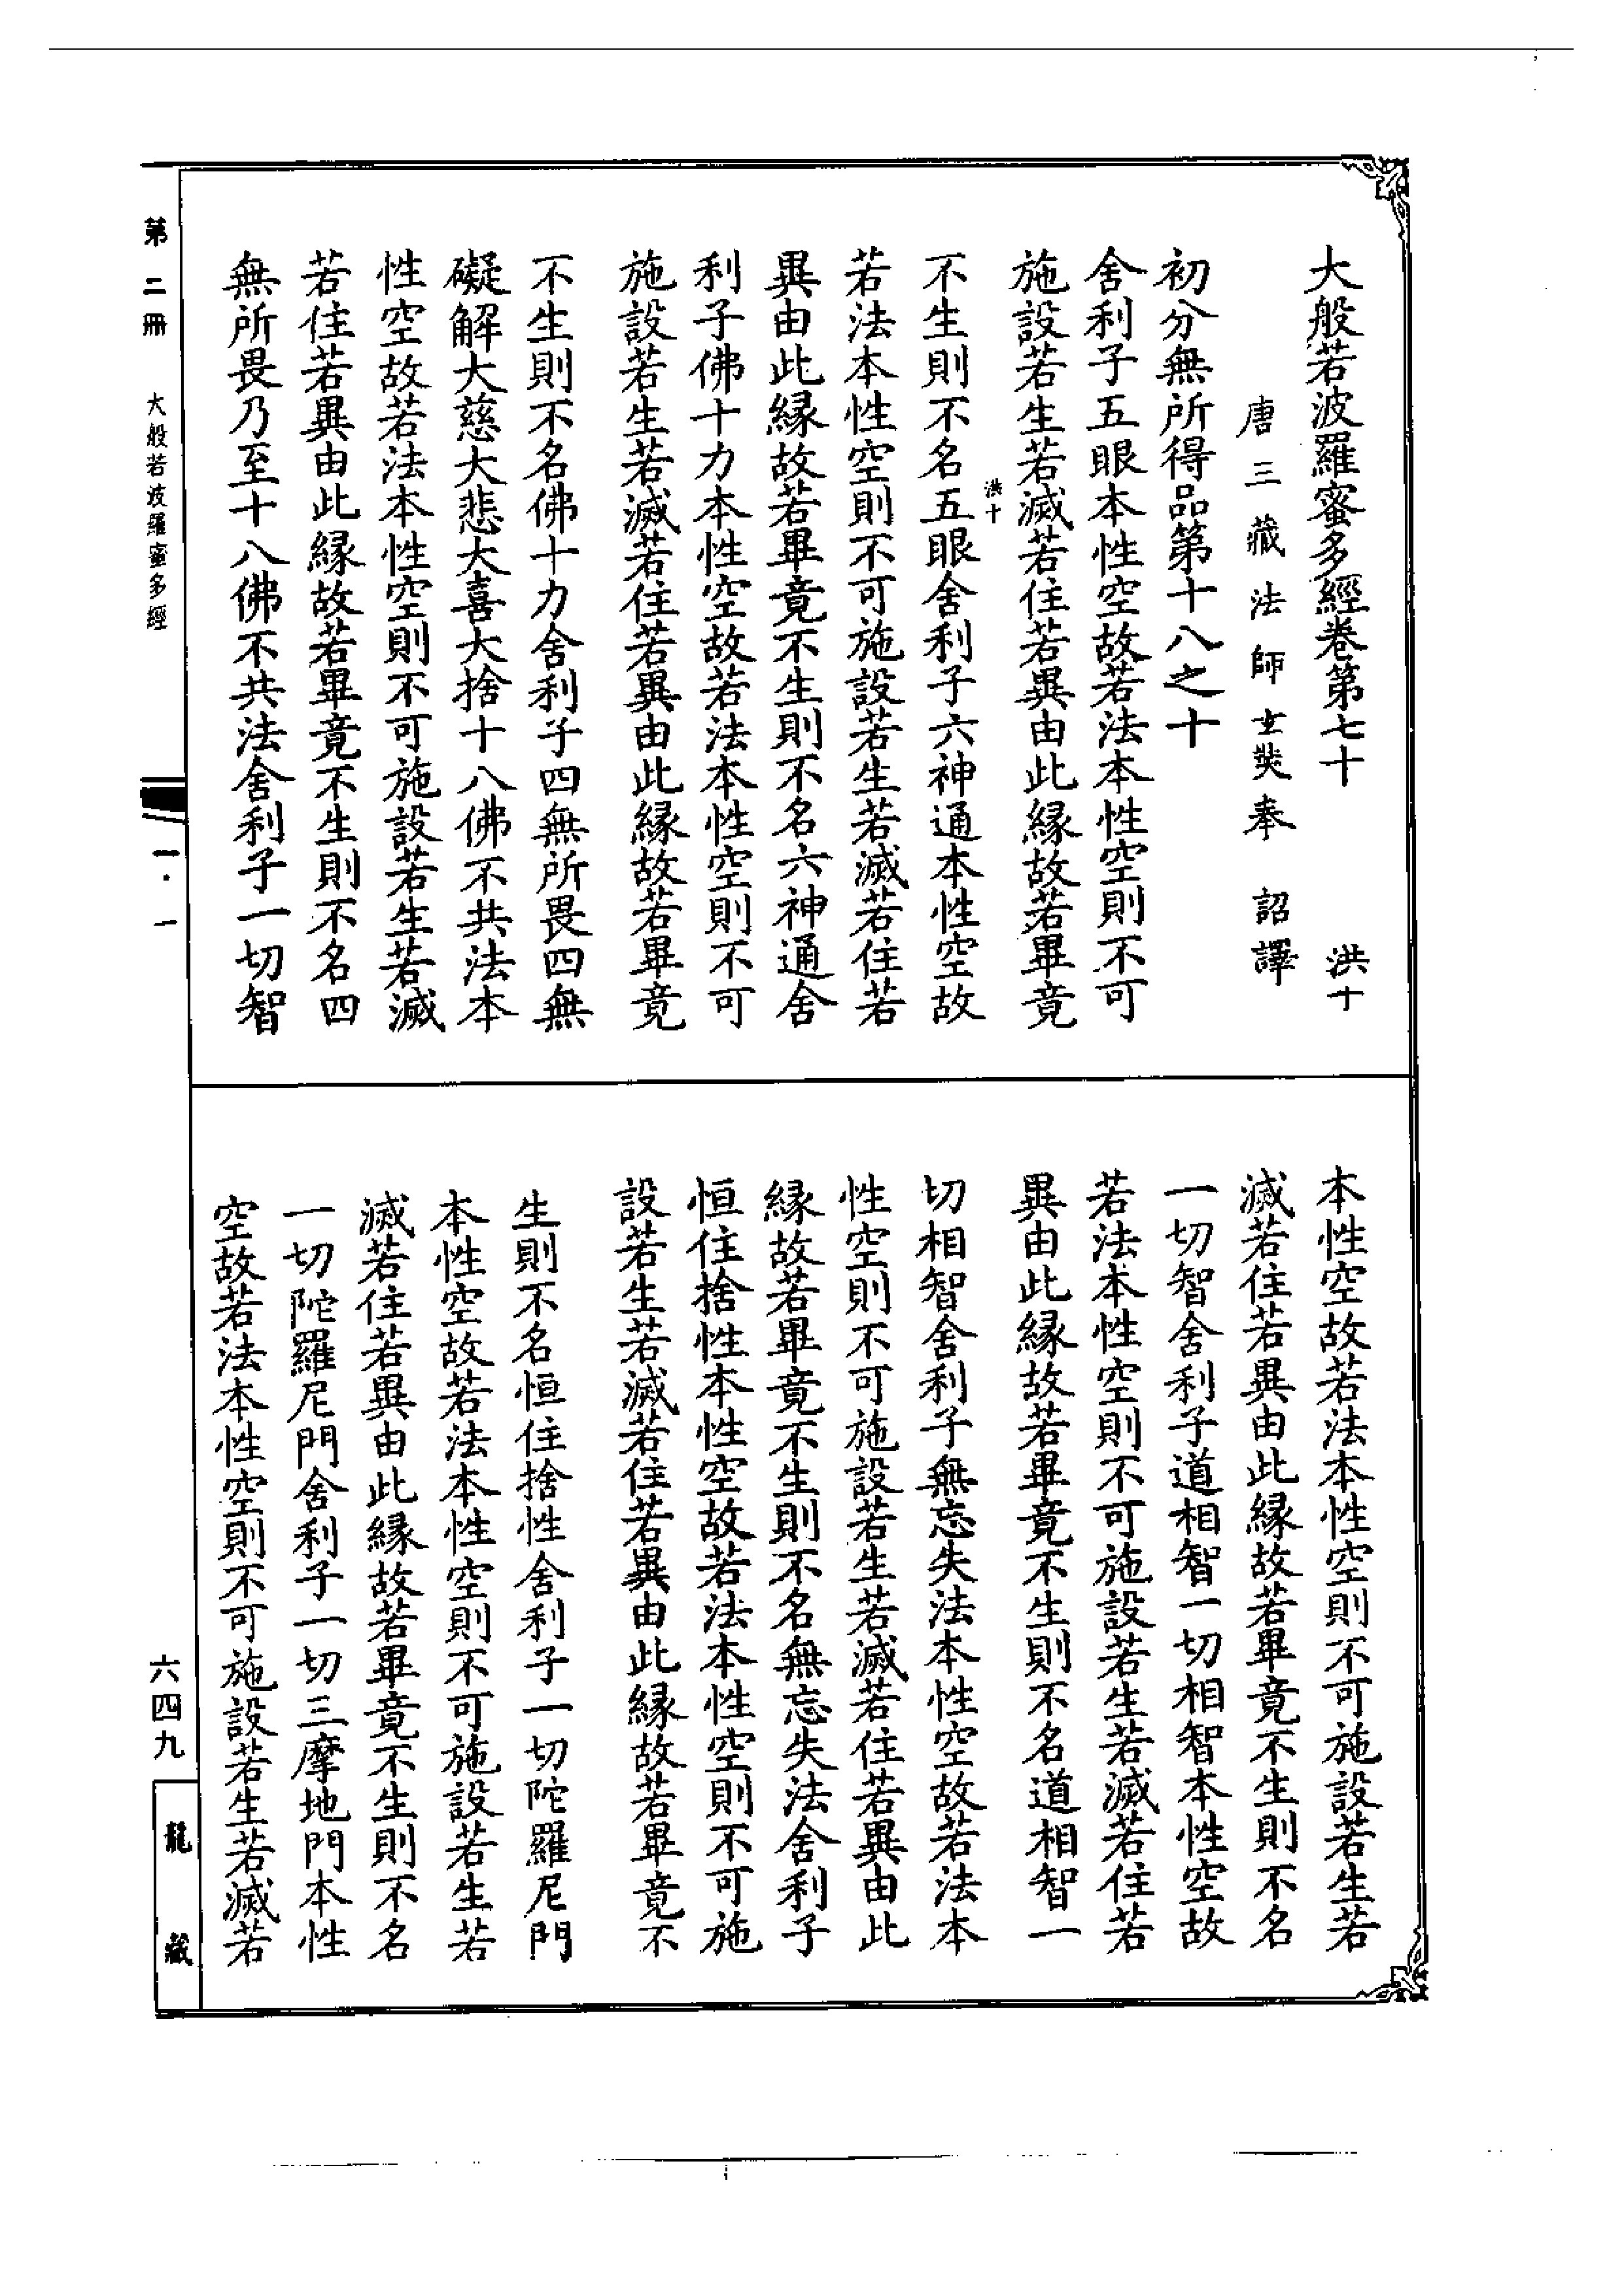 大般若波羅蜜多經卷第七十 洪十
唐三藏法師玄奘奉 詔譯
初分無所得品第十八之十
舍利子五眼本性空故若法本性空則不可
施設若生若滅若住若異由此緣故若畢竟
洪十
不生則不名五眼舍利子六神通本性空故
若法本性空則不可施設若生若滅若住若
異由此緣故若畢竟不生則不名六神通舍
利子佛十力本性空故若法本性空則不可
施設若生若滅若住若異由此緣故若畢竟
不生則不名佛十力舍利子四無所畏四無
礙解大慈大悲大喜大捨十八佛不共法本
性空故若法本性空則不可施設若生若滅
若住若異由此緣故若畢竟不生則不名四
無所畏乃至十八佛不共法舍利子一切智
本性空故若法本性空則不可施設若生若
滅若住若異由此緣故若畢竟不生則不名
一切智舍利子道相智一切相智本性空故
若法本性空則不可施設若生若滅若住若
異由此緣故若畢竟不生則不名道相智一
切相智舍利子無忘失法本性空故若法本
性空則不可施設若生若滅若住若異由此
緣故若畢竟不生則不名無忘失法舍利子
恒住捨性本性空故若法本性空則不可施
設若生若滅若住若異由此緣故若畢竟不
生則不名恒住捨性舍利子一切陀羅尼門
本性空故若法本性空則不可施設若生若
滅若住若異由此緣故若畢竟不生則不名
一切陀羅尼門舍利子一切三摩地門本性
空故若法本性空則不可施設若生若滅若
第二冊 大般若波羅蜜多經
一·一
六四九
龍藏